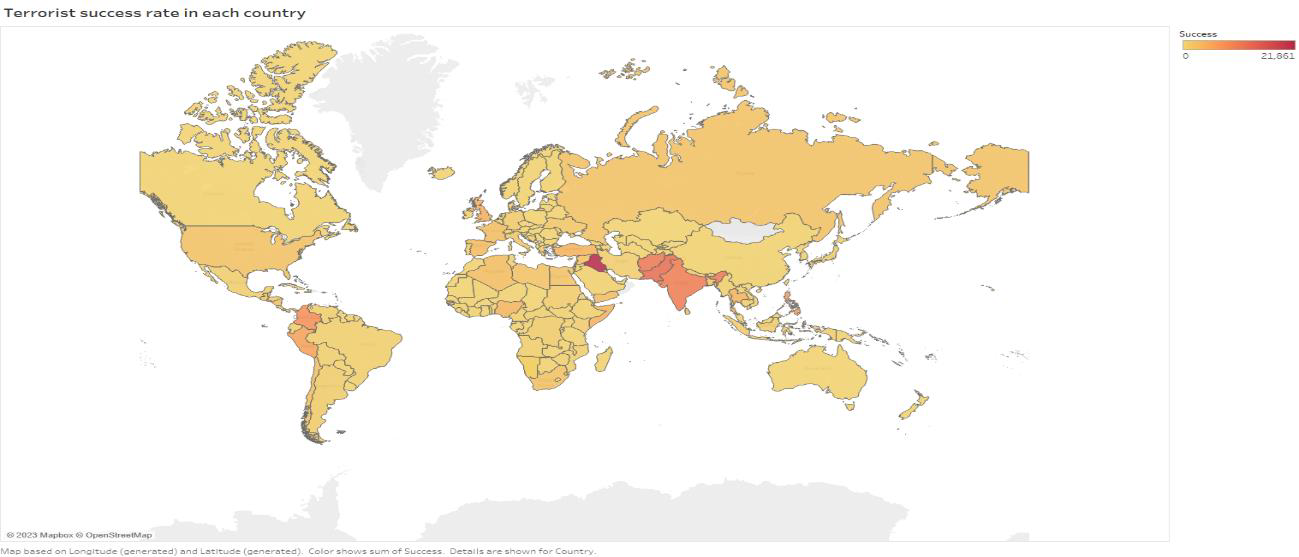 Terrorist success rate in each country
Success
0 21,861
© 2023 Mapbox © OpenStreetMap
Map based on Longitude (generated) and Latitude (generated). Color shows sum of Success. Details are shown for Country.